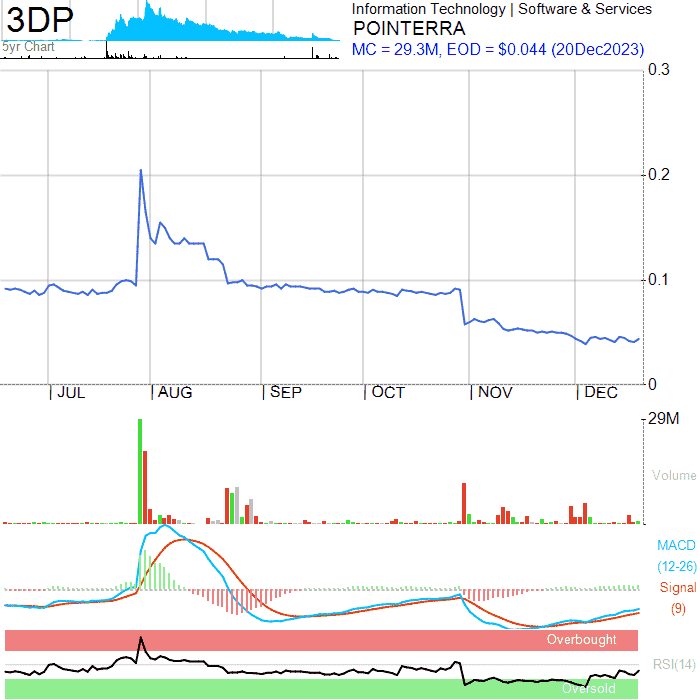 3DP
5yr Chart
Information Technology | Software & Services
POINTERRA
MC = 29.3M, EOD = $0.044 (20Dec2023)
0.3
0.2
0.1
0
JUL AUG SEP OCT NOV DEC
29M
Volume
MACD
(12-26)
Signal
(9)
Overbought
RSI(14)
Oversold